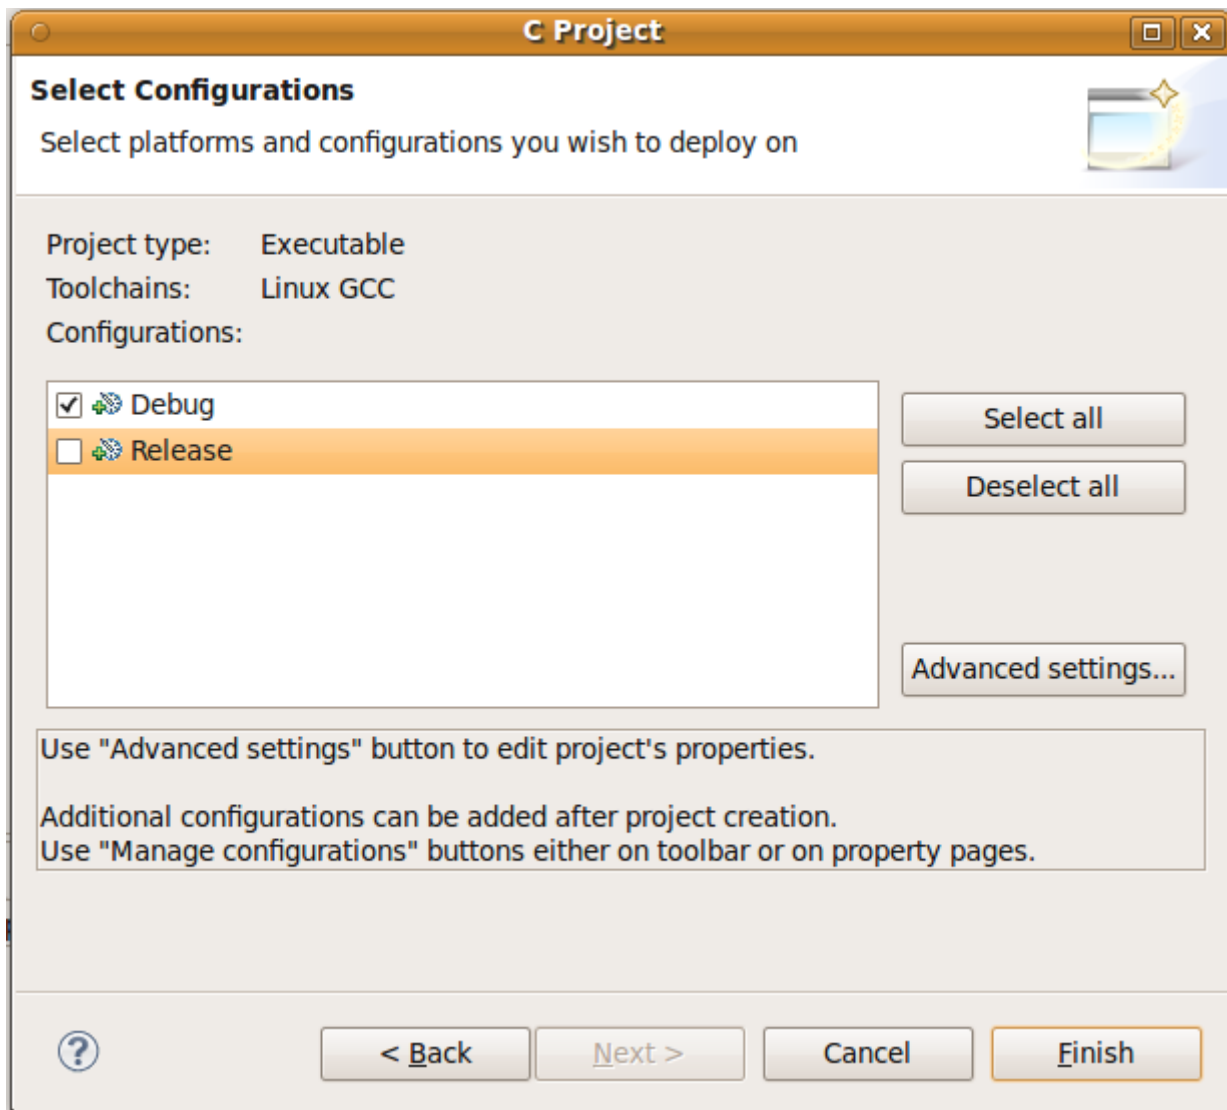 C Project
Select Configurations
Select platforms and configurations you wish to deploy on
Project type: Executable
Toolchains: Linux GCC
Configurations:
Debug
Release
Select all
Deselect all
Advanced settings...
Use "Advanced settings" button to edit project's properties.
Additional configurations can be added after project creation.
Use "Manage configurations" buttons either on toolbar or on property pages.
?
< Back
Next >
Cancel
Finish